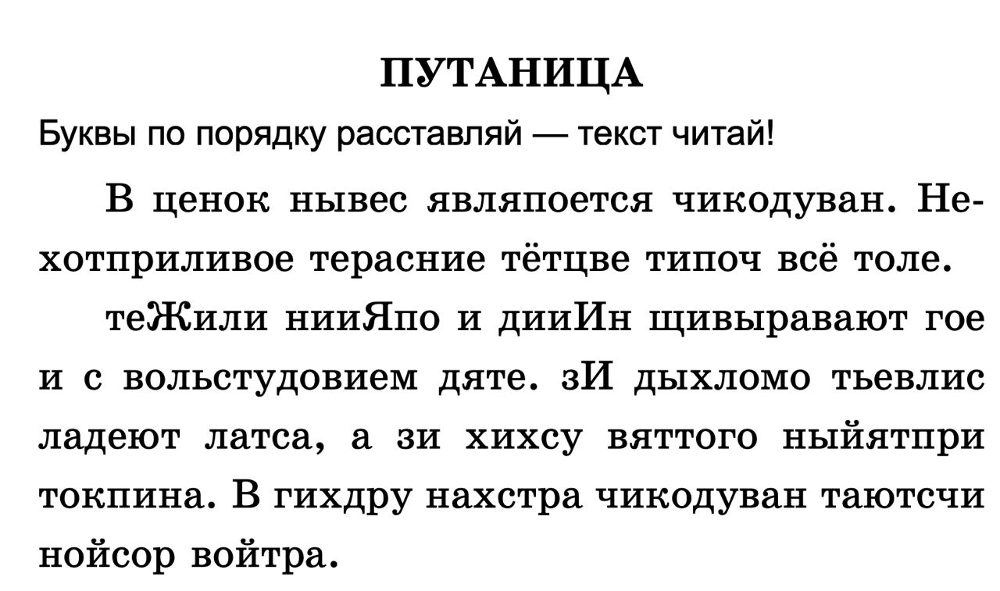 ПУТАНИЦА
Буквы по порядку расставляй — текст читай!
В ценок нывес являпоется чикодуван. Не-
хотприливое терасние тётцве типоч всё толе.
теЖили нииЯпо и дииИн щивыравают гое
и с вольстудовием дяте. зИ дыхломо тьевлис
ладеют латса, а зи хихсу вяттого ныйятпри
токпина. В гихдру нахстра чикодуван таютсчи
нойсор войтра.